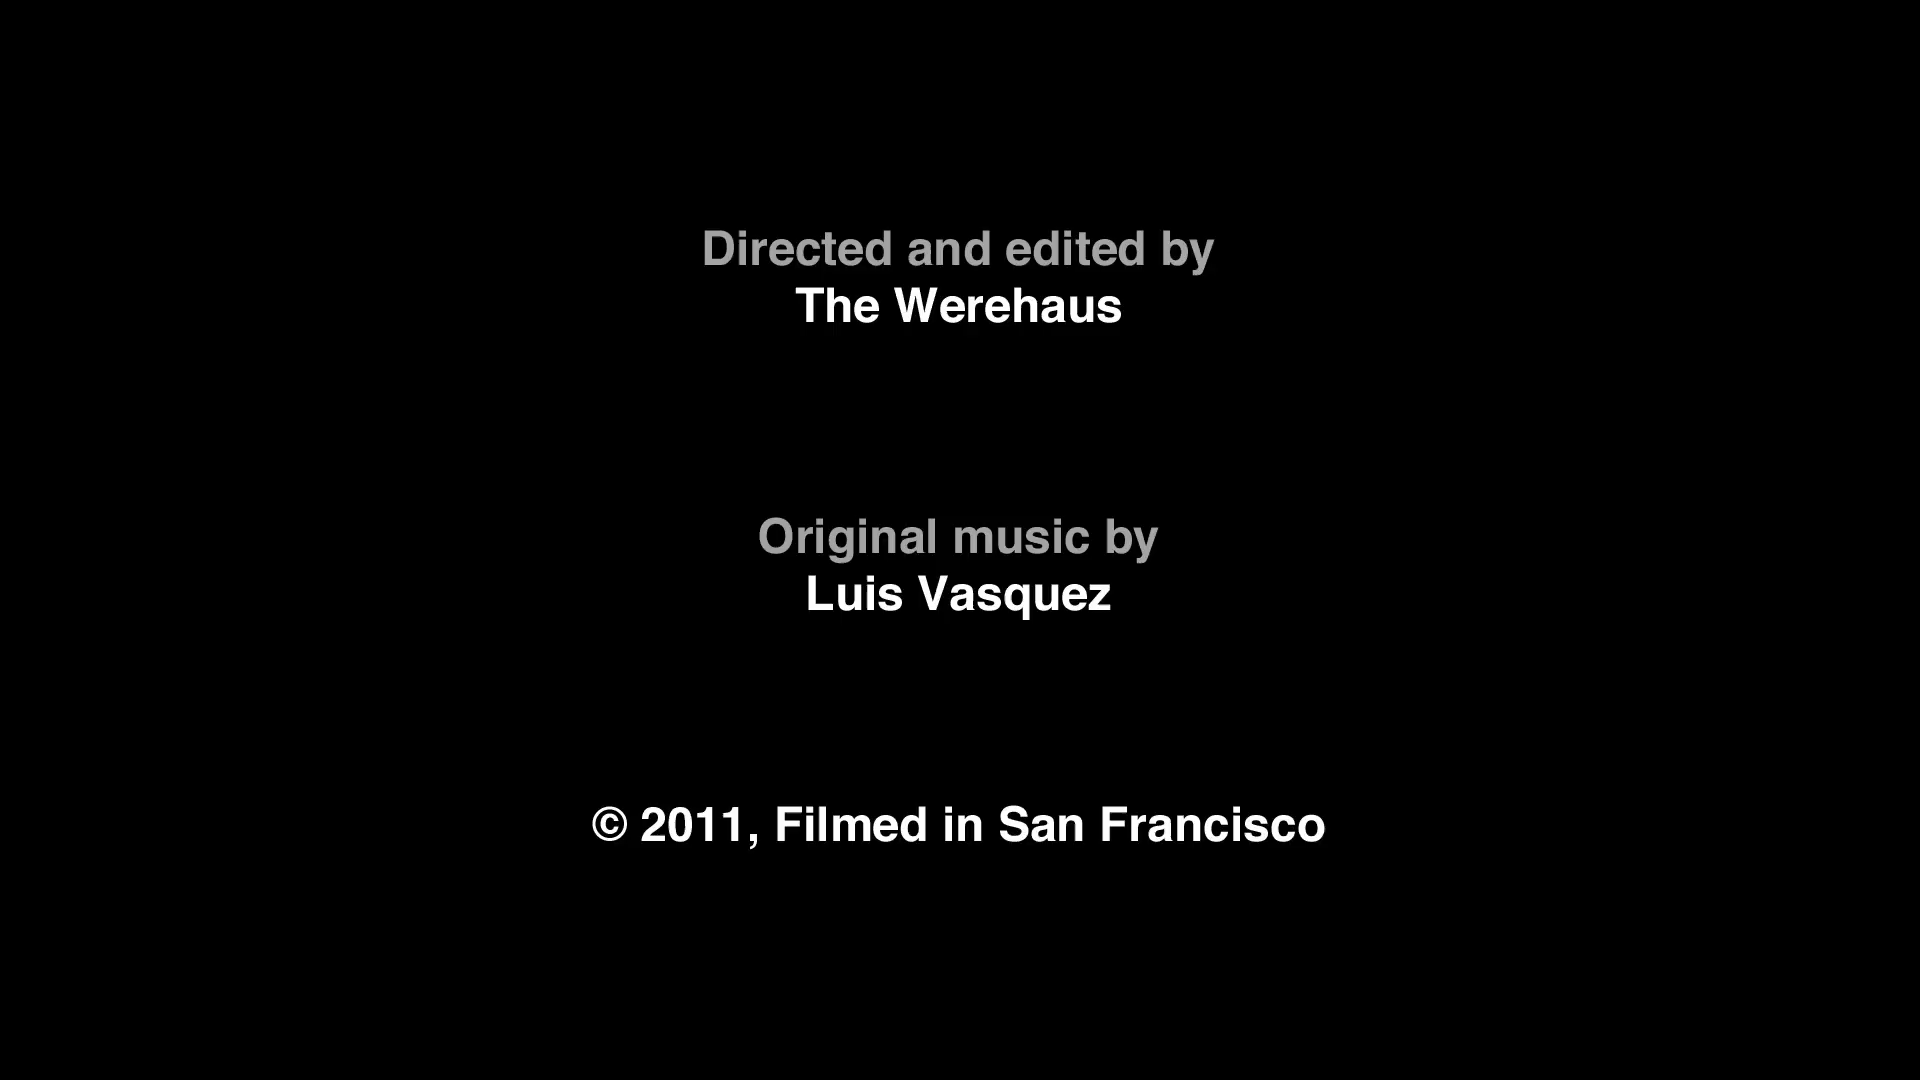 Directed and edited by
The Werehaus
Original music by
Luis Vasquez
© 2011, Filmed in San Francisco